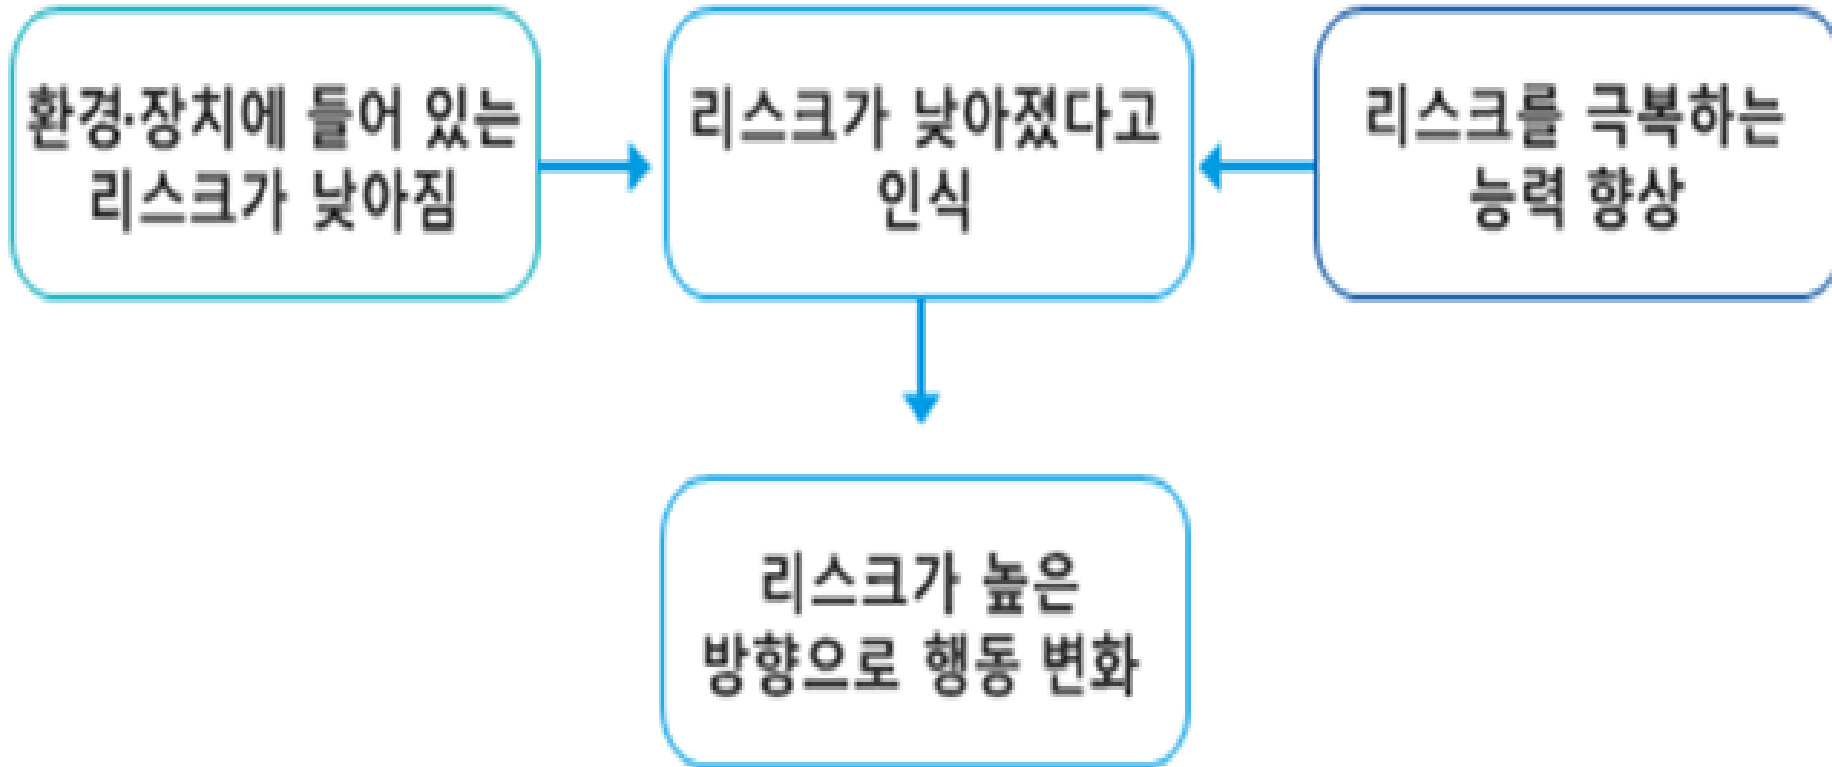 환경·장치에 들어 있는
리스크가 낮아짐
리스크가 낮아졌다고
인식
리스크를 극복하는
능력 향상
리스크가 높은
방향으로 행동 변화